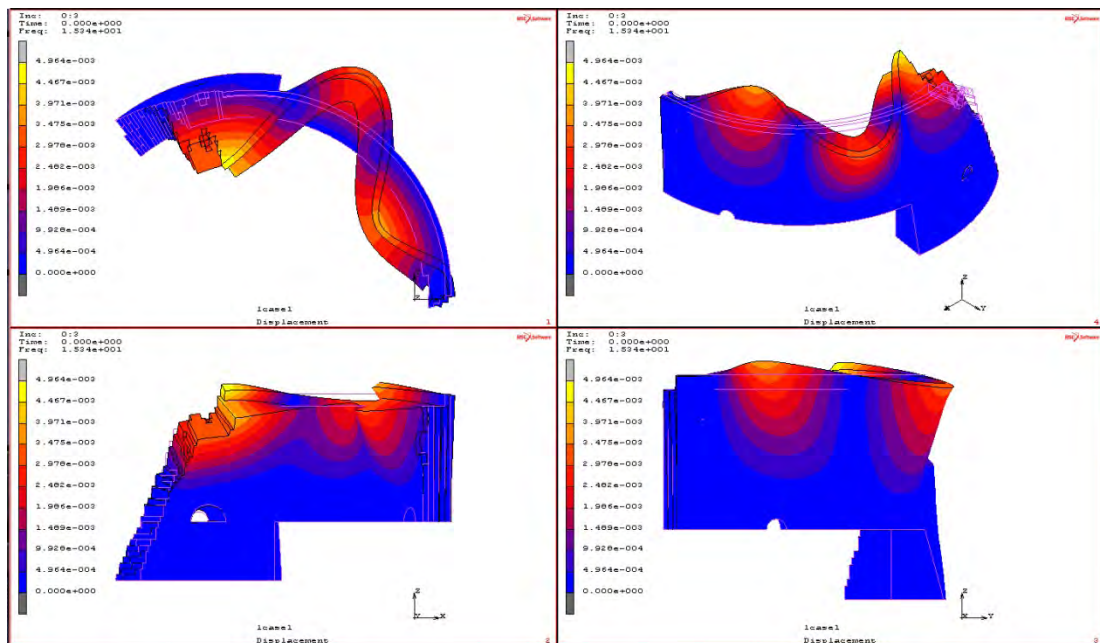 Inc: 0:3
Time: 0.000e+000
Freq: 1.534e+001
MSC Software
4.964e-003
4.467e-003
3.971e-003
3.475e-003
2.978e-003
2.482e-003
1.986e-003
1.489e-003
9.928e-004
4.964e-004
0.000e+000
lcase1
Displacement
1
Inc: 0:3
Time: 0.000e+000
Freq: 1.534e+001
MSC Software
4.964e-003
4.467e-003
3.971e-003
3.475e-003
2.978e-003
2.482e-003
1.986e-003
1.489e-003
9.928e-004
4.964e-004
0.000e+000
Z
X
Y
lcase1
Displacement
4
Inc: 0:3
Time: 0.000e+000
Freq: 1.534e+001
MSC Software
4.964e-003
4.467e-003
3.971e-003
3.475e-003
2.978e-003
2.482e-003
1.986e-003
1.489e-003
9.928e-004
4.964e-004
0.000e+000
Z
Y X
lcase1
Displacement
2
Inc: 0:3
Time: 0.000e+000
Freq: 1.534e+001
MSC Software
4.964e-003
4.467e-003
3.971e-003
3.475e-003
2.978e-003
2.482e-003
1.986e-003
1.489e-003
9.928e-004
4.964e-004
0.000e+000
Z
X Y
lcase1
Displacement
3